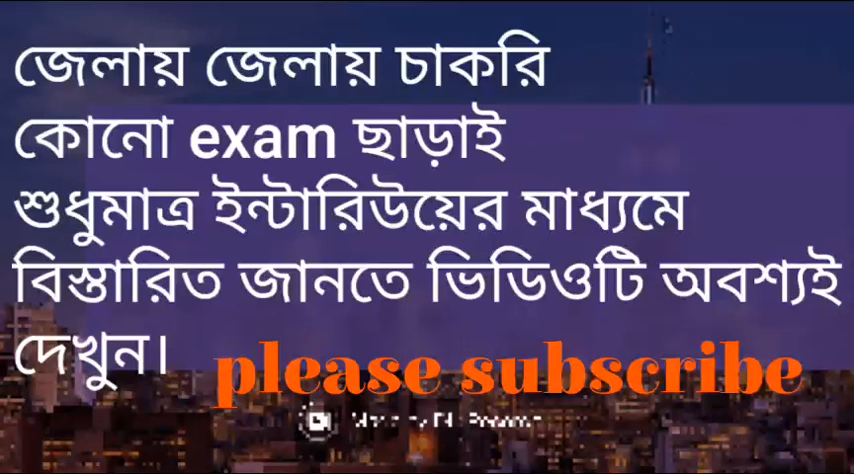 জেলায় জেলায় চাকরি
কোনো exam ছাড়াই
শুধুমাত্র ইন্টারিউয়ের মাধ্যমে
বিস্তারিত জানতে ভিডিওটি অবশ্যই
দেখুন।
please subscribe